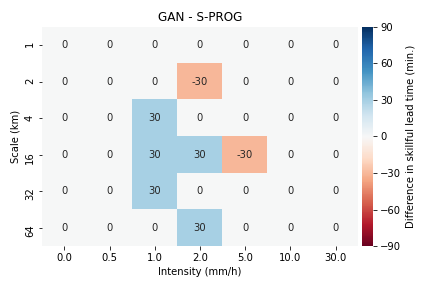 GAN - S-PROG
1 0 0 0 0 0 0 0
2 0 0 0 -30 0 0 0
4 0 0 30 0 0 0 0
16 0 0 30 30 -30 0 0
32 0 0 30 0 0 0 0
64 0 0 0 30 0 0 0
0.0 0.5 1.0 2.0 5.0 10.0 30.0
Intensity (mm/h)
Scale (km)
90
60
30
0
−30
−60
−90
Difference in skillful lead time (min.)